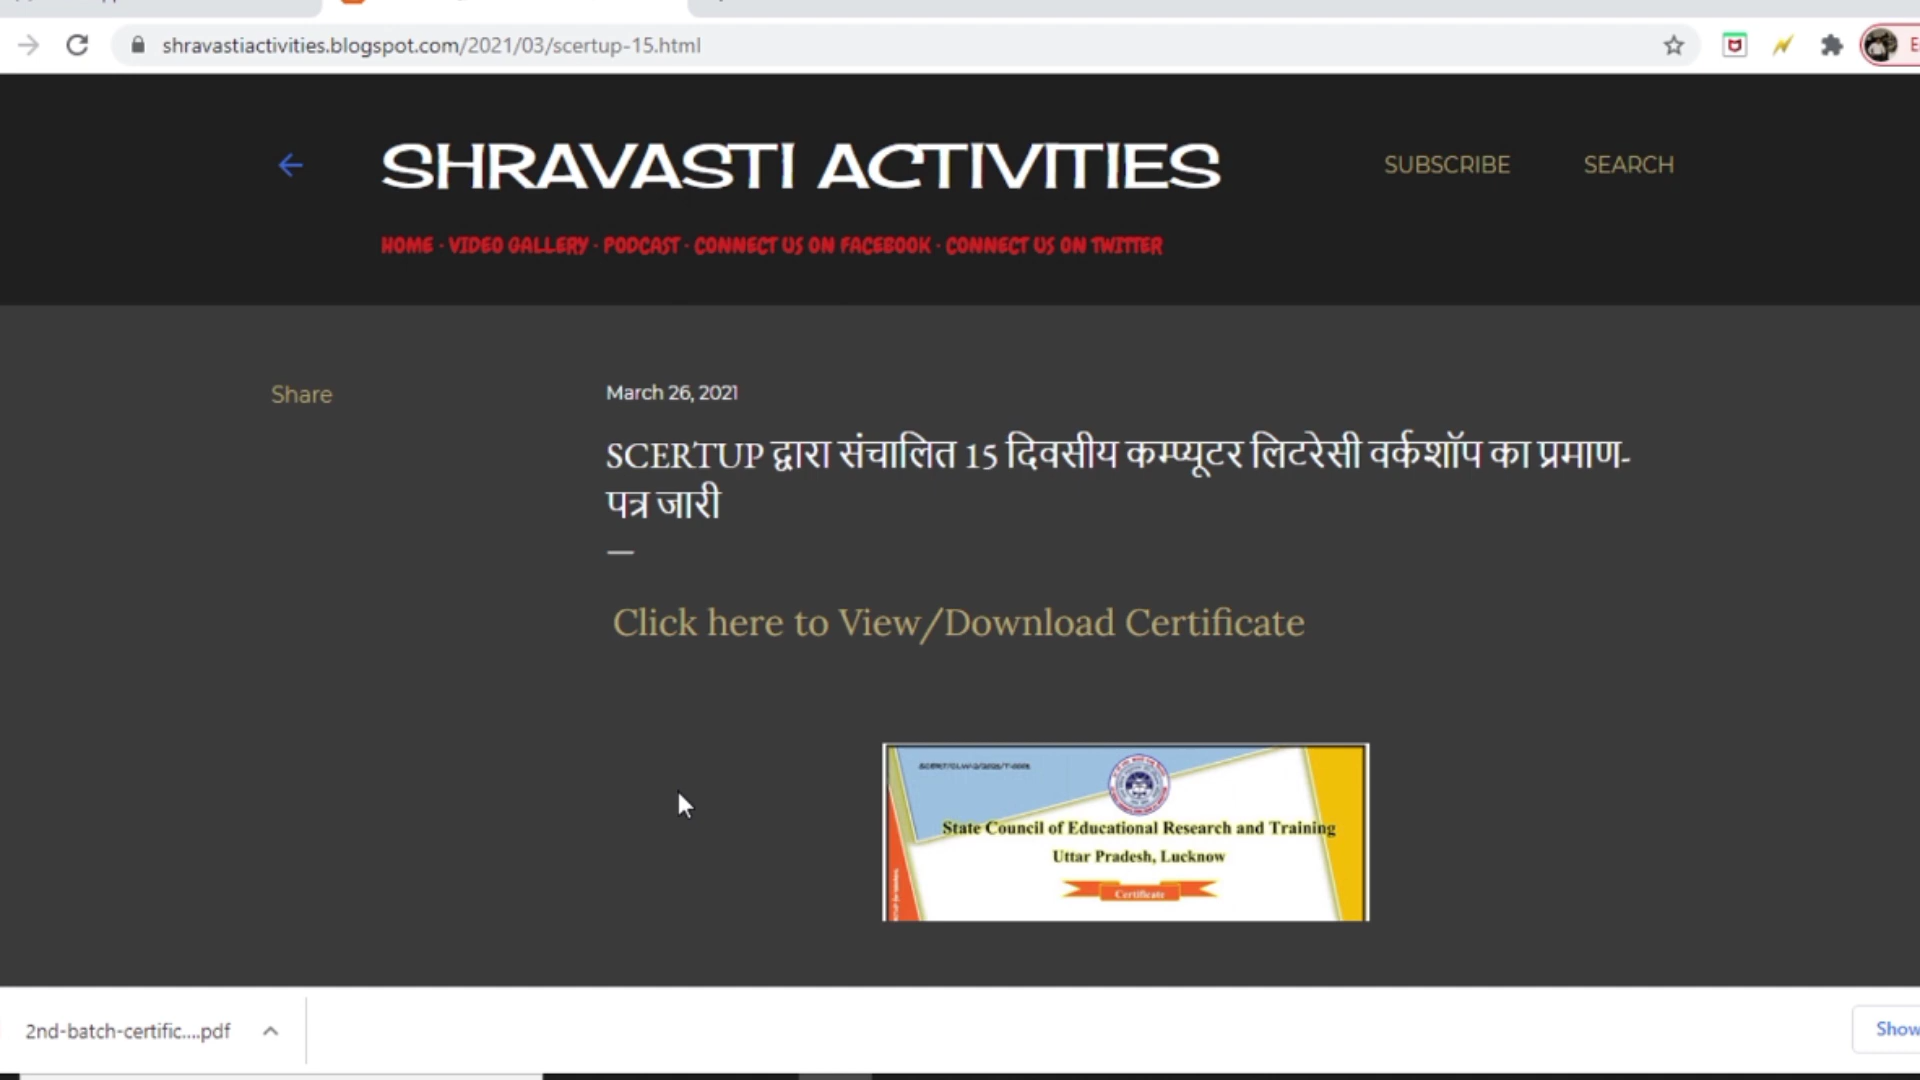 shravastiactivities.blogspot.com/2021/03/scertup-15.html
SHRAVASTI ACTIVITIES
SUBSCRIBE
SEARCH
HOME · VIDEO GALLERY · PODCAST · CONNECT US ON FACEBOOK · CONNECT US ON TWITTER
Share
March 26, 2021
SCERTUP द्वारा संचालित 15 दिवसीय कम्प्यूटर लिटरेसी वर्कशॉप का प्रमाण-
पत्र जारी
Click here to View/Download Certificate
State Council of Educational Research and Training
Uttar Pradesh, Lucknow
Certificate
2nd-batch-certific....pdf
Show